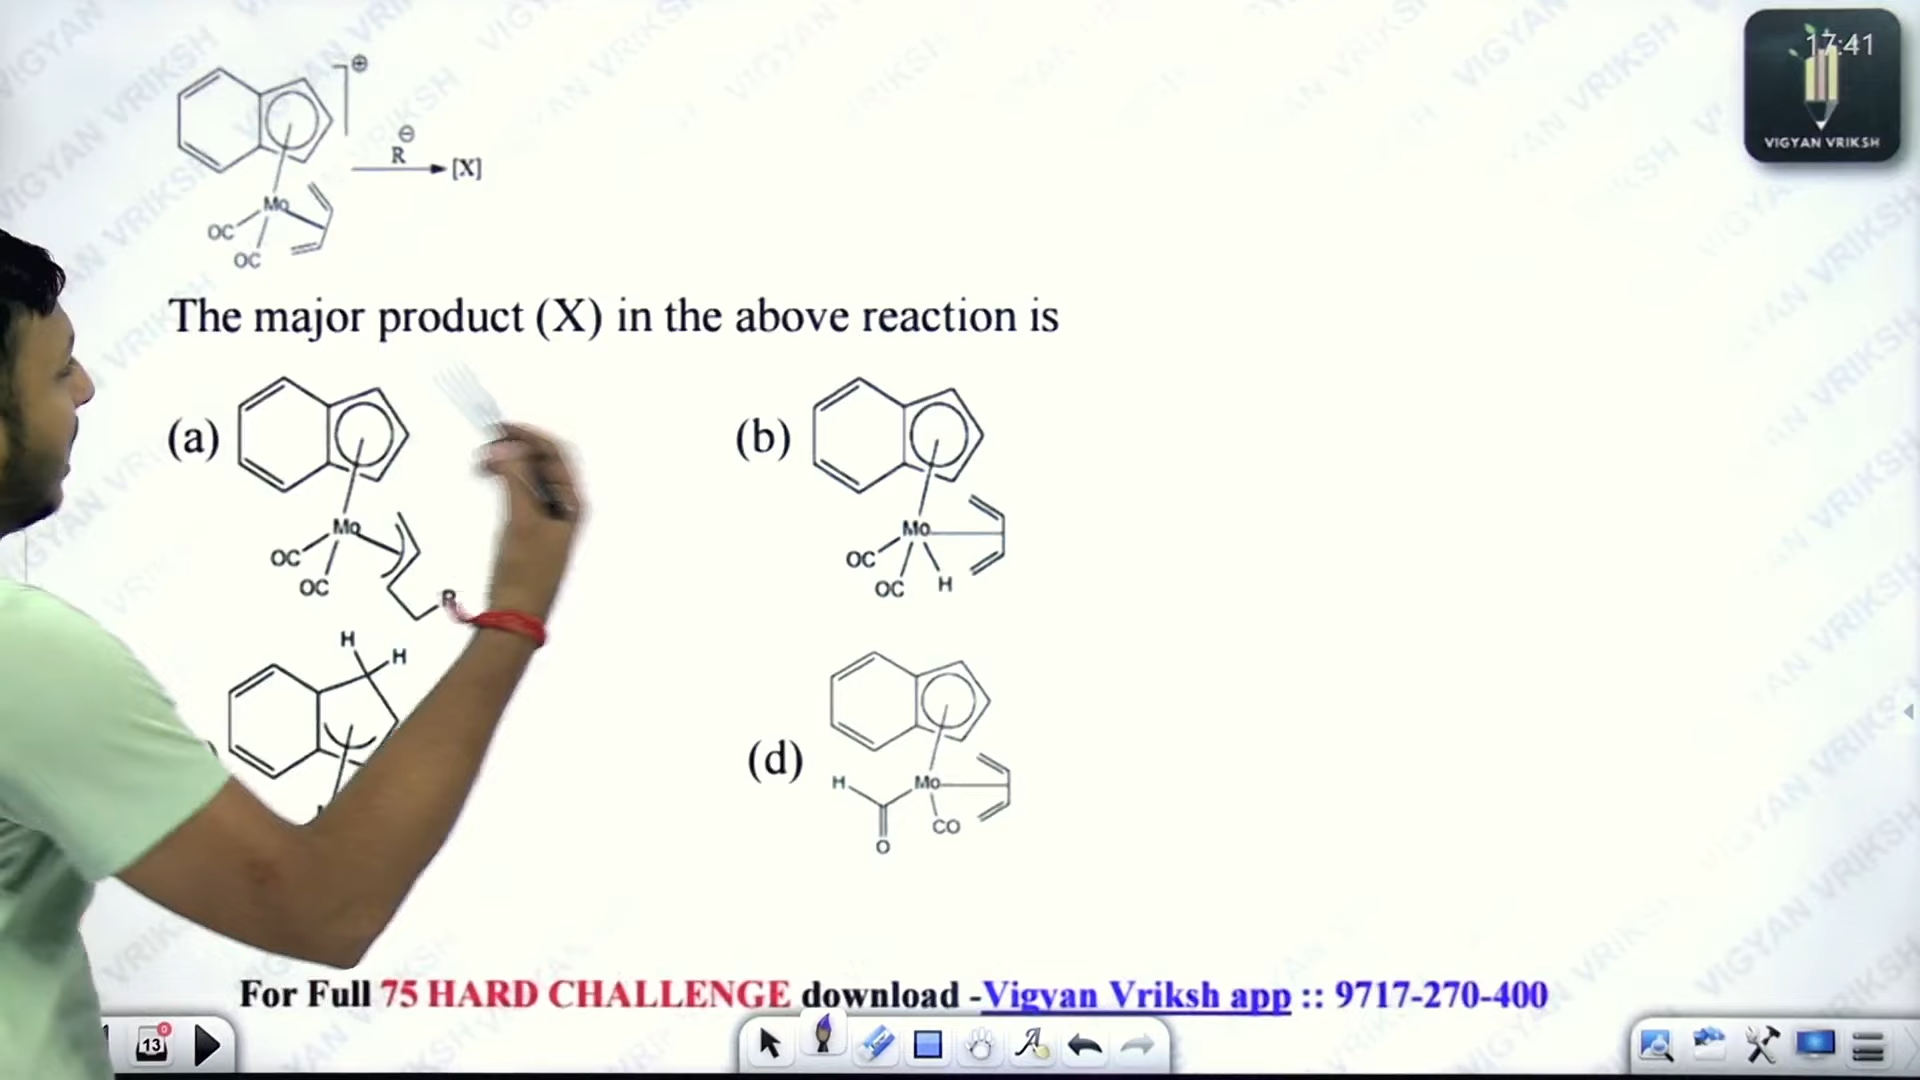 17:41
VIGYAN VRIKSH
⊕
⊖
R
[X]
Mo
OC
OC
The major product (X) in the above reaction is
(a)
Mo
OC
OC
R
(b)
Mo
OC
OC
H
H
H
(d)
H
Mo
CO
O
For Full 75 HARD CHALLENGE download -Vigyan Vriksh app :: 9717-270-400
13
0